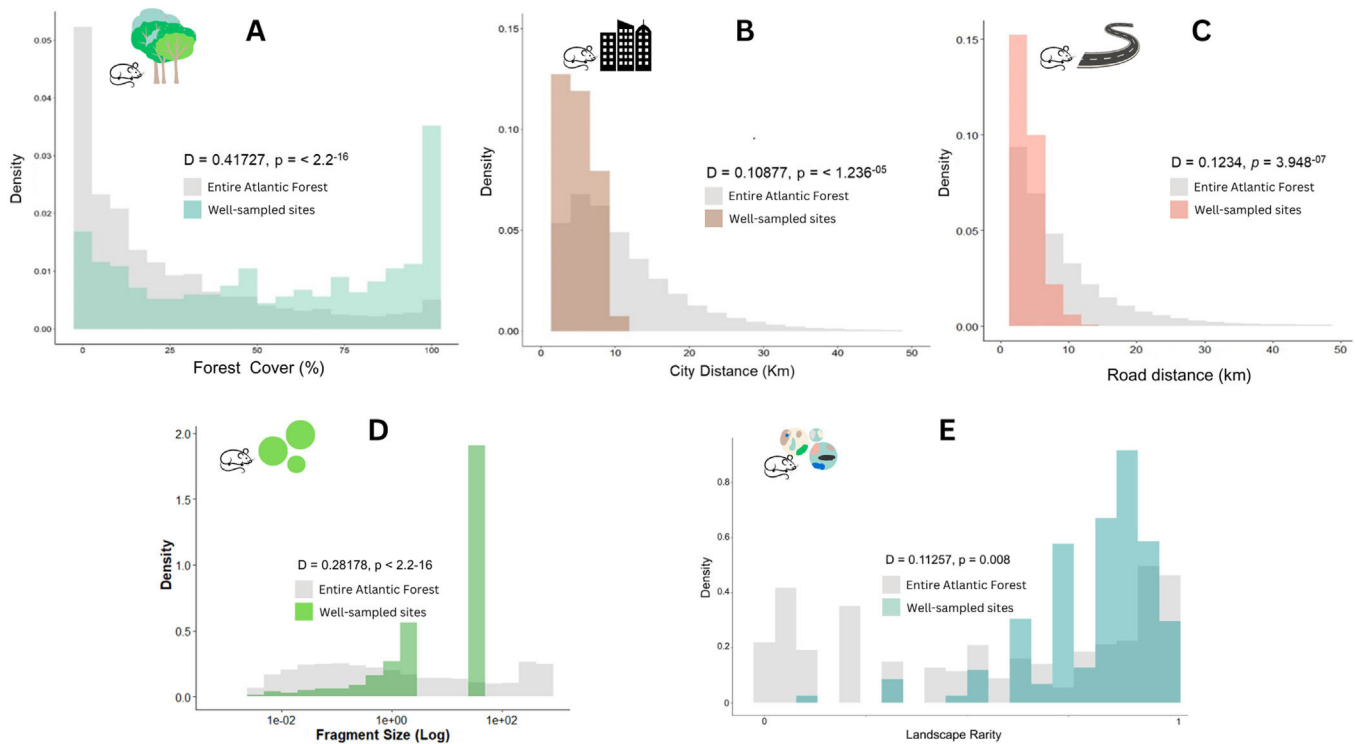 A
0.05
0.04
0.03
0.02
0.01
0.00
Density
D = 0.41727, p = < 2.2-16
Entire Atlantic Forest
Well-sampled sites
0 25 50 75 100
Forest Cover (%)
B
0.15
0.10
0.05
0.00
Density
D = 0.10877, p = < 1.236-05
Entire Atlantic Forest
Well-sampled sites
0 10 20 30 40 50
City Distance (Km)
C
0.15
0.10
0.05
0.00
Density
D = 0.1234, p = 3.948-07
Entire Atlantic Forest
Well-sampled sites
0 10 20 30 40 50
Road distance (km)
D
2.0
1.5
1.0
0.5
0.0
Density
D = 0.28178, p < 2.2-16
Entire Atlantic Forest
Well-sampled sites
1e-02 1e+00 1e+02
Fragment Size (Log)
E
0.8
0.6
0.4
0.2
0
Density
D = 0.11257, p = 0.008
Entire Atlantic Forest
Well-sampled sites
0 1
Landscape Rarity